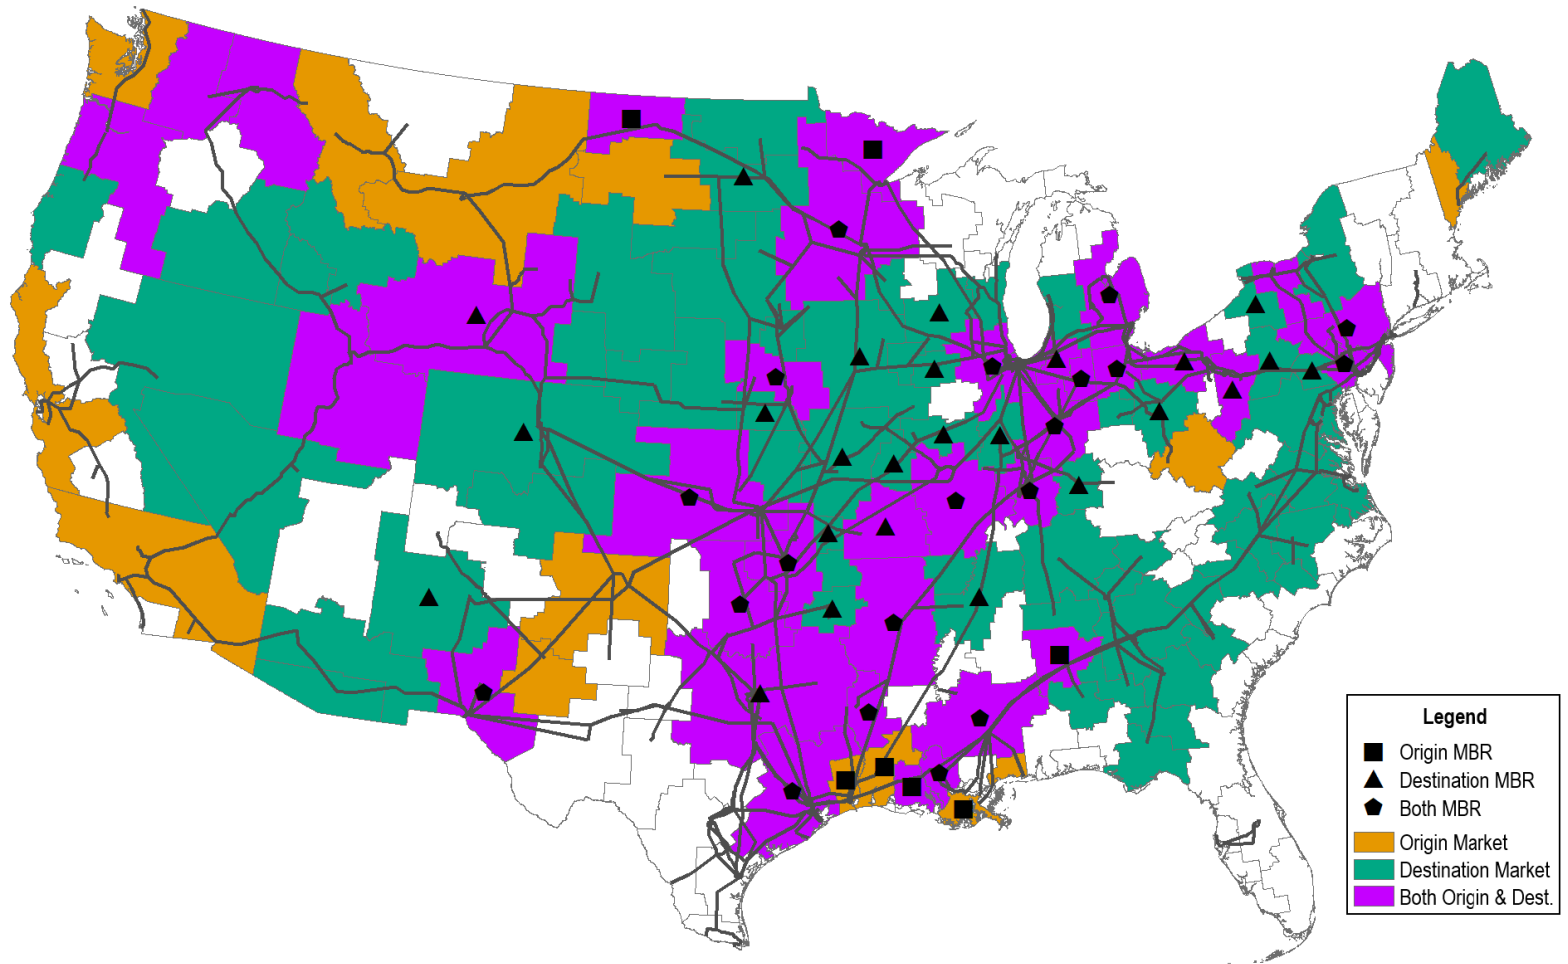 Legend
Origin MBR
Destination MBR
Both MBR
Origin Market
Destination Market
Both Origin & Dest.